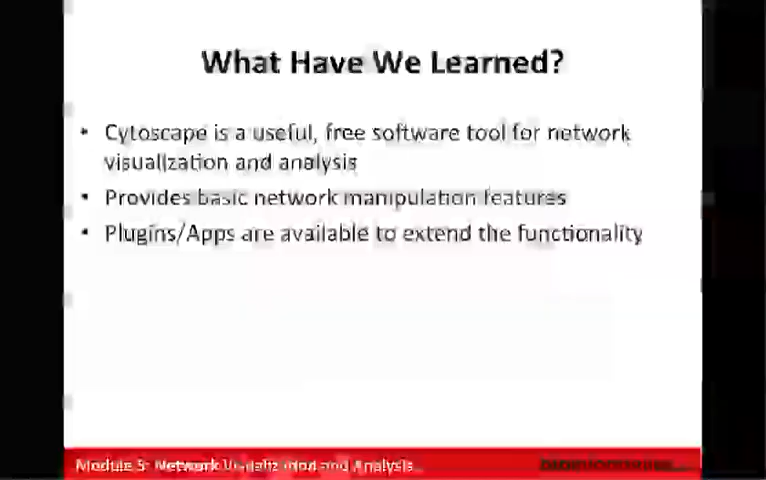 What Have We Learned?
• Cytoscape is a useful, free software tool for network
visualization and analysis
• Provides basic network manipulation features
• Plugins/Apps are available to extend the functionality
Module 5: Network Visualization and Analysis